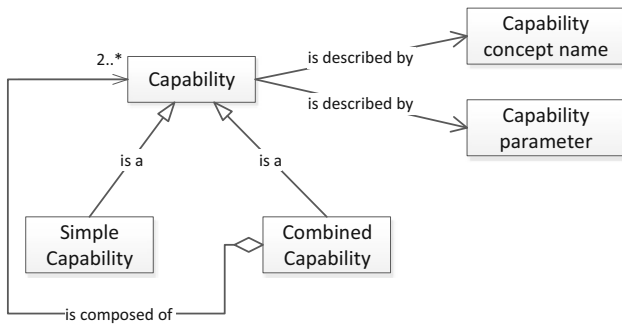 Capability
concept name
is described by
2..*
Capability
is described by
Capability
parameter
is a
is a
Simple
Capability
Combined
Capability
is composed of